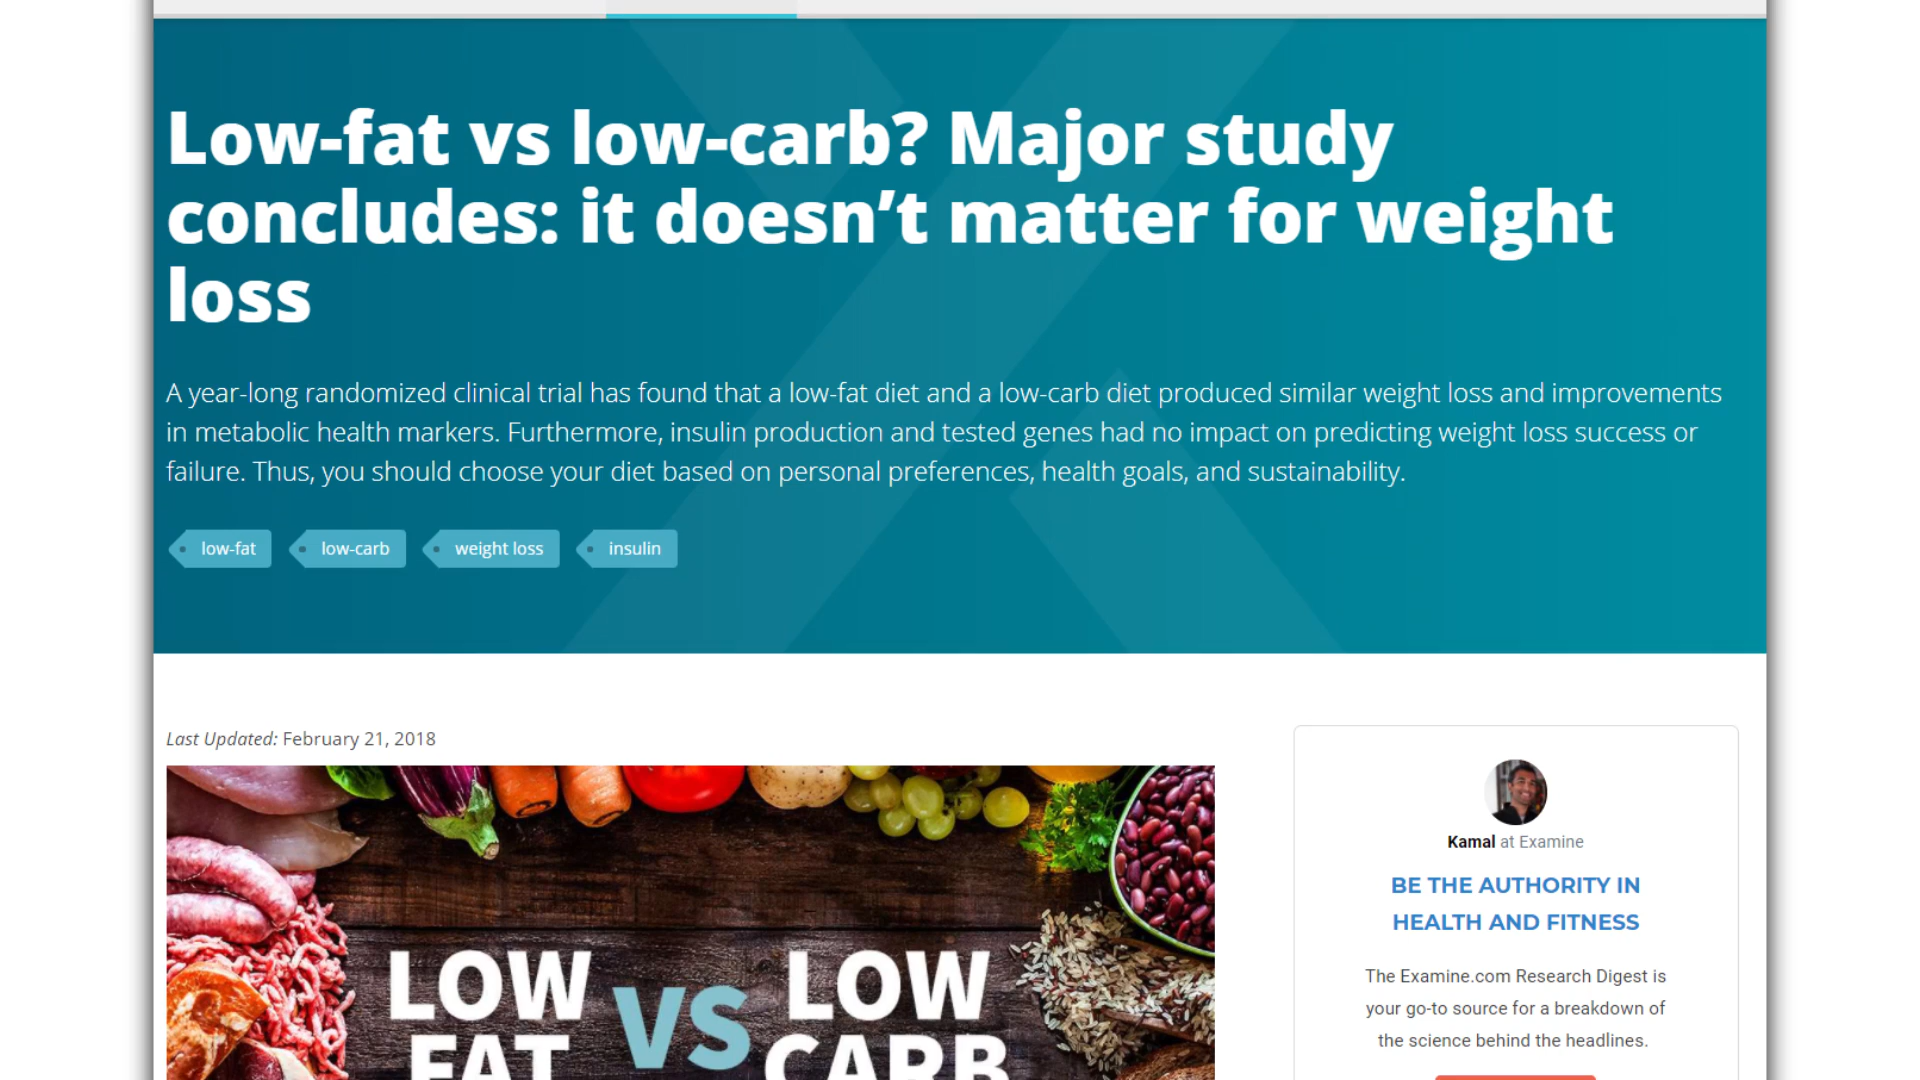 Low-fat vs low-carb? Major study
concludes: it doesn’t matter for weight
loss
A year-long randomized clinical trial has found that a low-fat diet and a low-carb diet produced similar weight loss and improvements
in metabolic health markers. Furthermore, insulin production and tested genes had no impact on predicting weight loss success or
failure. Thus, you should choose your diet based on personal preferences, health goals, and sustainability.
low-fat
low-carb
weight loss
insulin
Last Updated: February 21, 2018
LOW
FAT
VS
LOW
CARB
Kamal at Examine
BE THE AUTHORITY IN
HEALTH AND FITNESS
The Examine.com Research Digest is
your go-to source for a breakdown of
the science behind the headlines.